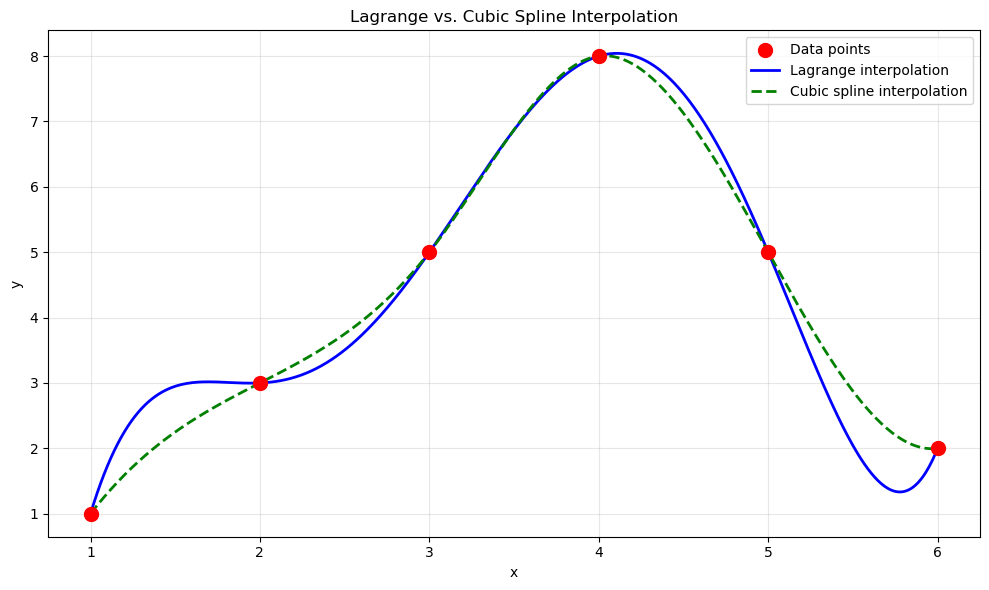 Lagrange vs. Cubic Spline Interpolation
Data points
Lagrange interpolation
Cubic spline interpolation
y
8
7
6
5
4
3
2
1
1 2 3 4 5 6
x